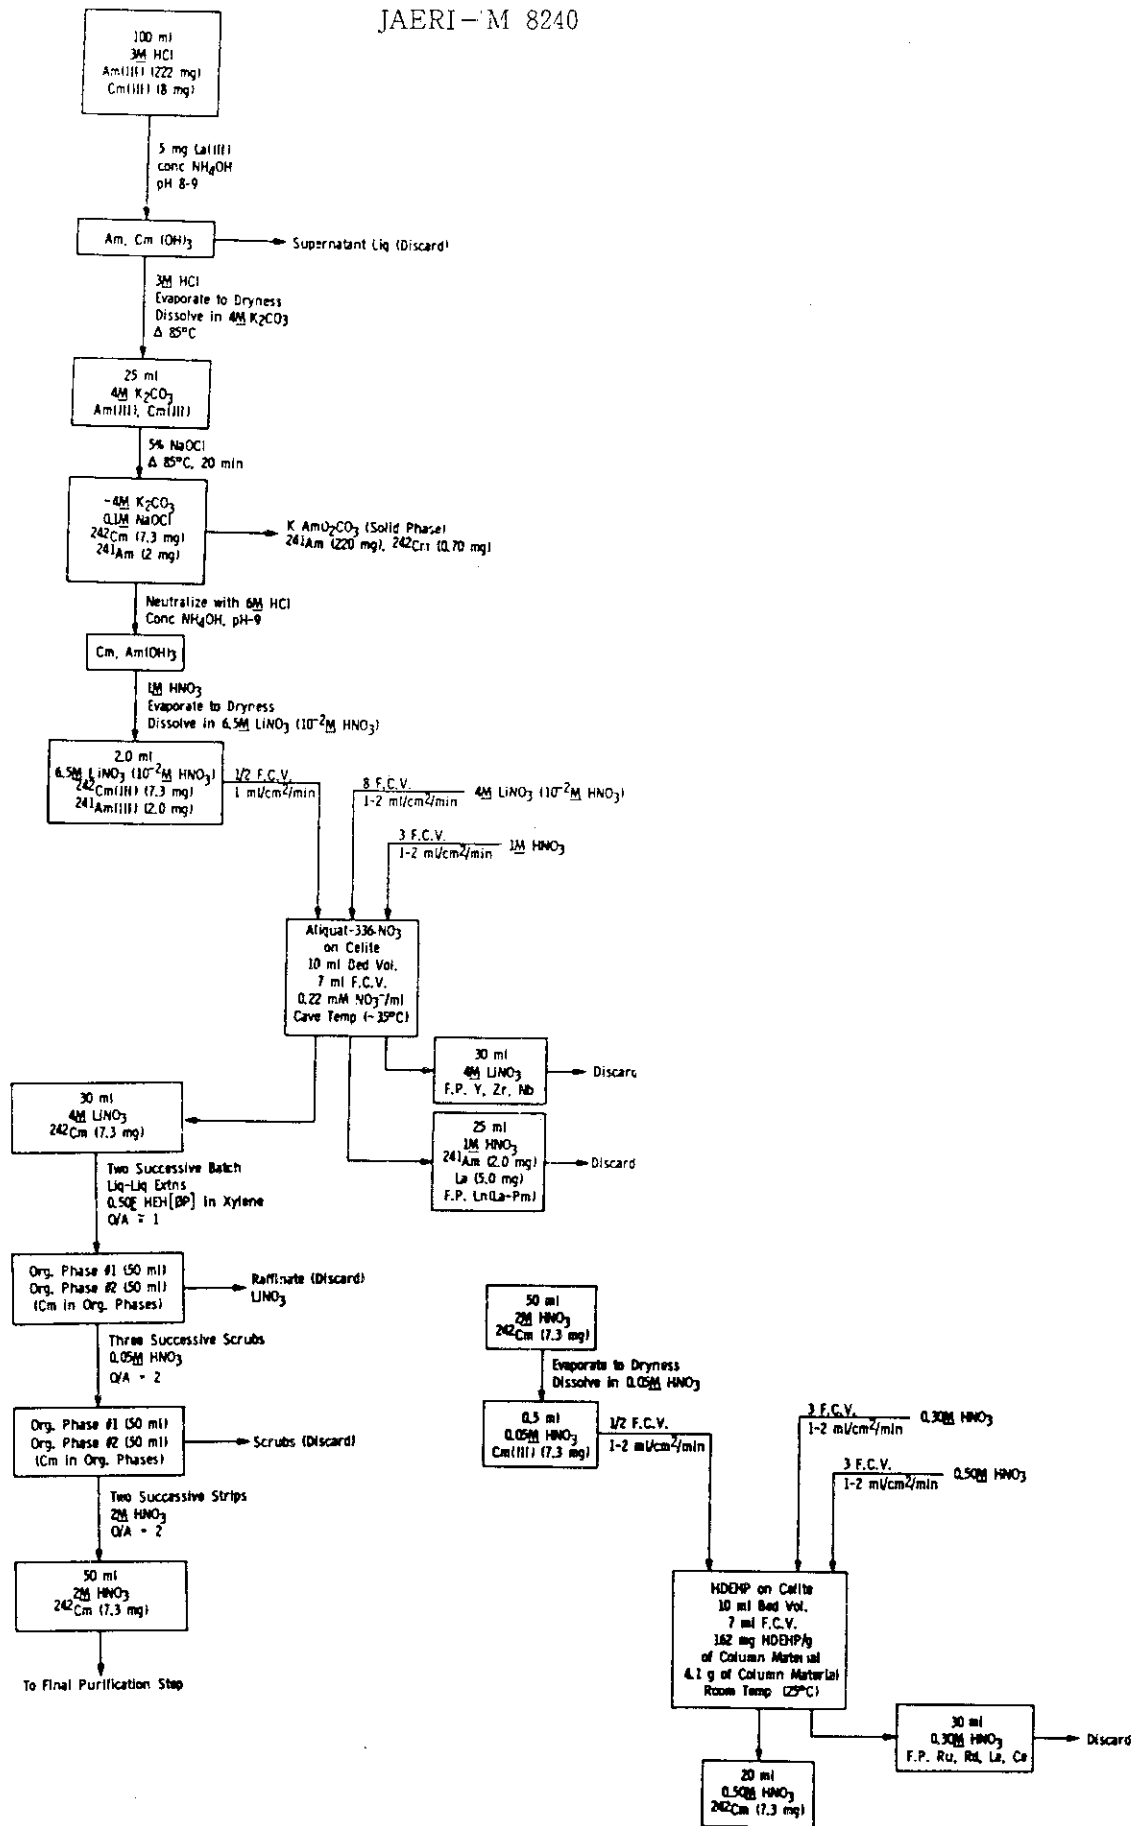 JAERI-M 8240
100 ml
3M HCl
Am(III) (222 mg)
Cm(III) (8 mg)
5 mg La(III)
conc NH4OH
pH 8-9
Am, Cm (OH)3
Supernatant Liq (Discard)
3M HCl
Evaporate to Dryness
Dissolve in 4M K2CO3
Δ 85°C
25 ml
4M K2CO3
Am(III), Cm(III)
5% NaOCl
Δ 85°C, 20 min
~4M K2CO3
0.1M NaOCl
242Cm (7.3 mg)
241Am (2 mg)
K AmO2CO3 (Solid Phase)
241Am (220 mg), 242Cm (0.70 mg)
Neutralize with 6M HCl
Conc NH4OH, pH-9
Cm, Am(OH)3
1M HNO3
Evaporate to Dryness
Dissolve in 6.5M LiNO3 (10-2M HNO3)
2.0 ml
6.5M LiNO3 (10-2M HNO3)
242Cm(III) (7.3 mg)
241Am(III) (2.0 mg)
1/2 F.C.V.
1 ml/cm2/min
8 F.C.V.
1-2 ml/cm2/min
4M LiNO3 (10-2M HNO3)
3 F.C.V.
1-2 ml/cm2/min
1M HNO3
Aliquat-336-NO3
on Celite
10 ml Bed Vol.
7 ml F.C.V.
0.22 mM NO3-/ml
Cave Temp (~35°C)
30 ml
4M LiNO3
F.P. Y, Zr, Nb
Discard
30 ml
4M LiNO3
242Cm (7.3 mg)
25 ml
1M HNO3
241Am (2.0 mg)
La (5.0 mg)
F.P. Ln(La-Pm)
Discard
Two Successive Batch
Liq-Liq Extns
0.50F HEH[ØP] in Xylene
O/A = 1
Org. Phase #1 (50 ml)
Org. Phase #2 (50 ml)
(Cm in Org. Phases)
Raffinate (Discard)
LiNO3
Three Successive Scrubs
0.05M HNO3
O/A = 2
Org. Phase #1 (50 ml)
Org. Phase #2 (50 ml)
(Cm in Org. Phases)
Scrubs (Discard)
Two Successive Strips
2M HNO3
O/A = 2
50 ml
2M HNO3
242Cm (7.3 mg)
To Final Purification Step
50 ml
2M HNO3
242Cm (7.3 mg)
Evaporate to Dryness
Dissolve in 0.05M HNO3
0.5 ml
0.05M HNO3
Cm(III) (7.3 mg)
1/2 F.C.V.
1-2 ml/cm2/min
3 F.C.V.
1-2 ml/cm2/min
0.30M HNO3
3 F.C.V.
1-2 ml/cm2/min
0.50M HNO3
HDEHP on Celite
10 ml Bed Vol.
7 ml F.C.V.
162 mg HDEHP/g
of Column Material
4.1 g of Column Material
Room Temp (25°C)
30 ml
0.30M HNO3
F.P. Ru, Rd, La, Ce
Discard
20 ml
0.50M HNO3
242Cm (7.3 mg)